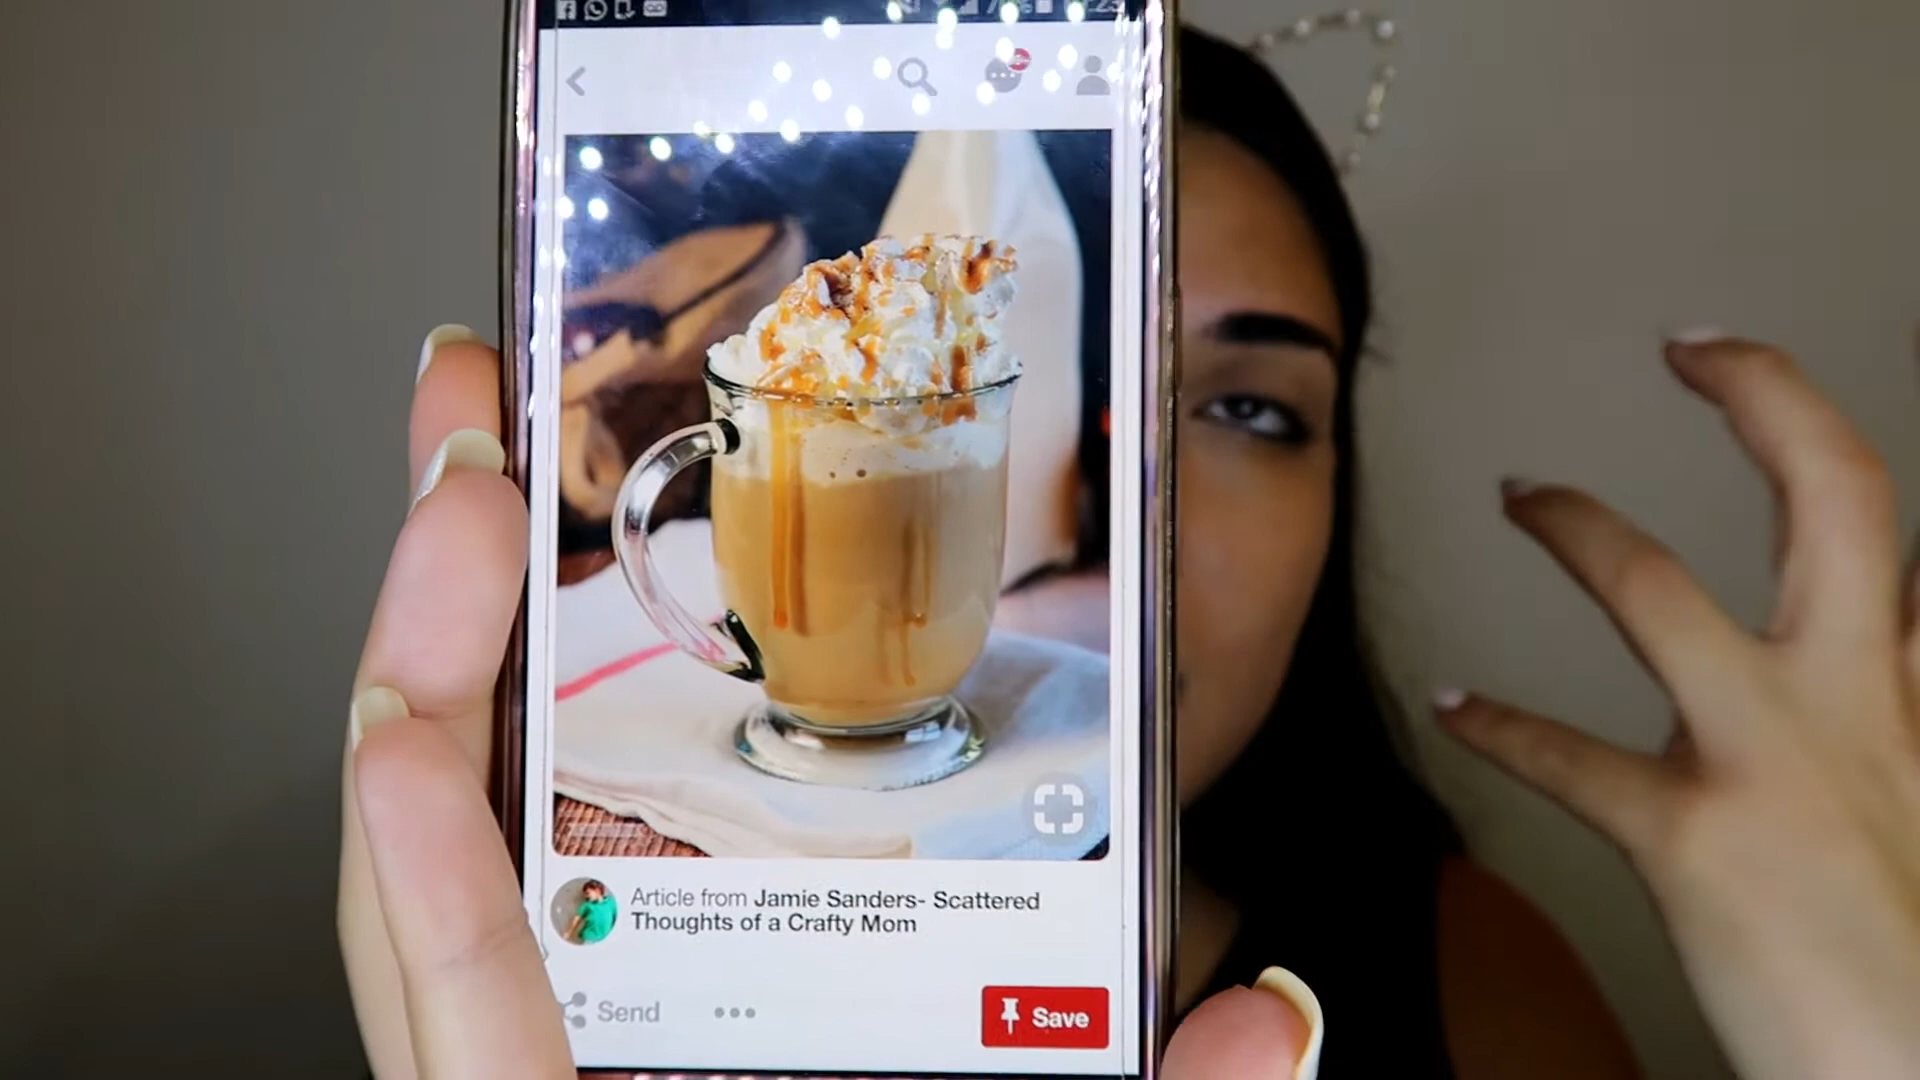 Article from Jamie Sanders- Scattered
Thoughts of a Crafty Mom
Send
Save